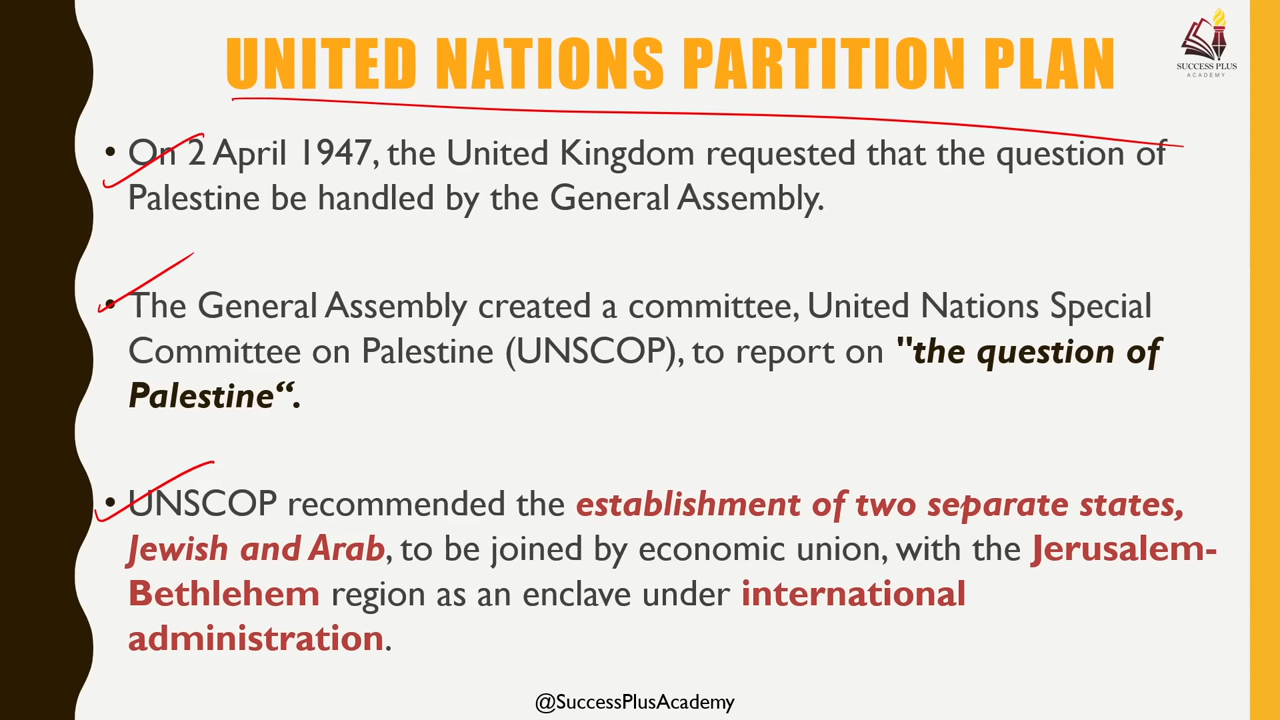 UNITED NATIONS PARTITION PLAN
SUCCESS PLUS
ACADEMY
• On 2 April 1947, the United Kingdom requested that the question of
Palestine be handled by the General Assembly.
• The General Assembly created a committee, United Nations Special
Committee on Palestine (UNSCOP), to report on "the question of
Palestine“.
• UNSCOP recommended the establishment of two separate states,
Jewish and Arab, to be joined by economic union, with the Jerusalem-
Bethlehem region as an enclave under international
administration.
@SuccessPlusAcademy